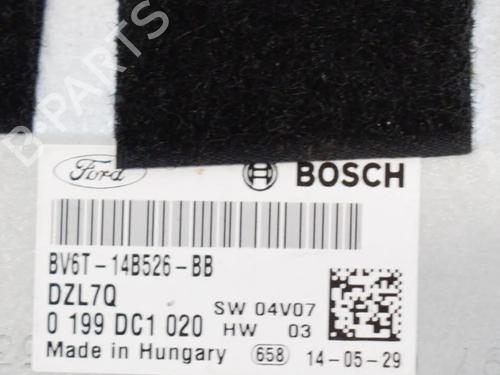 Ford BOSCH
BV6T-14B526-BB
DZL7Q
SW 04V07
0 199 DC1 020 HW 03
Made in Hungary 658 14-05-29